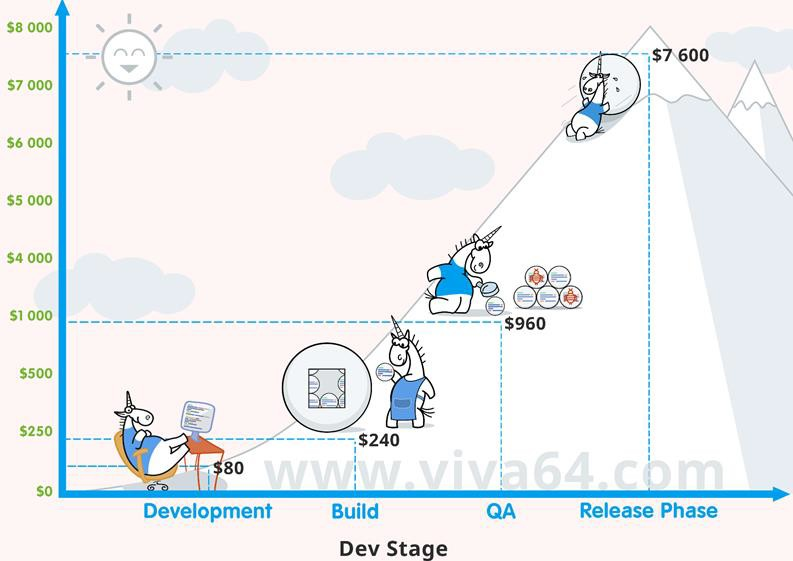 $8 000
$7 600
$7 000
$6 000
$5 000
$4 000
$1 000
$960
$500
$250
$240
$80
www.viva64.com
$0
Development
Build
QA
Release Phase
Dev Stage